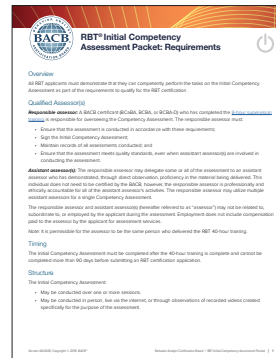 BACB
RBT® Initial Competency
Assessment Packet: Requirements
Overview
All RBT applicants must demonstrate that they can competently perform the tasks on the Initial Competency
Assessment as part of the requirements to qualify for the RBT certification.
Qualified Assessor(s)
Responsible assessor: A BACB certificant (BCaBA, BCBA, or BCBA-D) who has completed the 8-hour supervision
training is responsible for overseeing the Competency Assessment. The responsible assessor must:
• Ensure that the assessment is conducted in accordance with these requirements;
• Sign the Initial Competency Assessment;
• Maintain records of all assessments conducted; and
• Ensure that the assessment meets quality standards, even when assistant assessor(s) are involved in
conducting the assessment.
Assistant assessor(s): The responsible assessor may delegate some or all of the assessment to an assistant
assessor who has demonstrated, through direct observation, proficiency in the material being delivered. This
individual does not need to be certified by the BACB; however, the responsible assessor is professionally and
ethically accountable for all of the assistant assessor's activities. The responsible assessor may utilize multiple
assistant assessors for a single Competency Assessment.
The responsible assessor and assistant assessor(s) (hereafter referred to as "assessor") may not be related to,
subordinate to, or employed by the applicant during the assessment. Employment does not include compensation
paid to the assessor by the applicant for assessment services.
Note: It is permissible for the assessor to be the same person who delivered the RBT 40-hour training.
Timing
The Initial Competency Assessment must be completed after the 40-hour training is complete and cannot be
completed more than 90 days before submitting an RBT certification application.
Structure
The Initial Competency Assessment:
• May be conducted over one or more sessions.
• May be conducted in person, live via the internet, or through observations of recorded videos created
specifically for the purpose of the assessment.